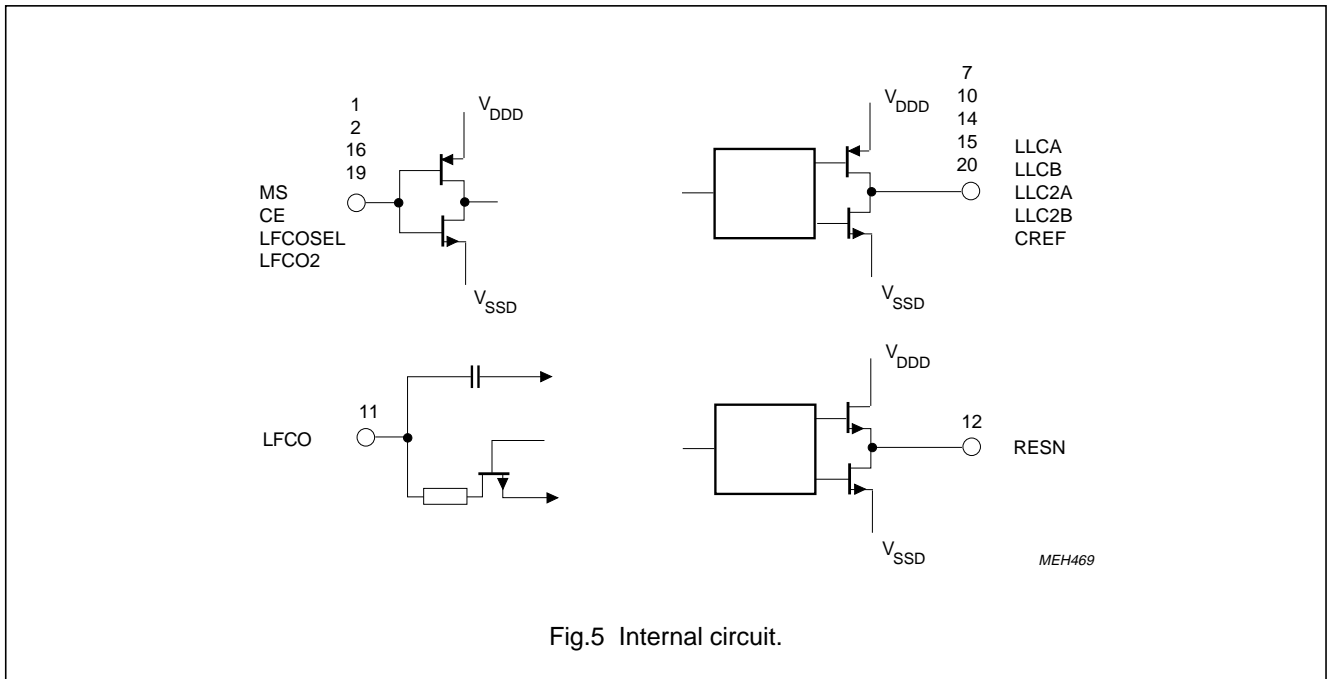 1
2
16
19
MS
CE
LFCOSEL
LFCO2
VDDD
VSSD
7
10
14
15
20
LLCA
LLCB
LLC2A
LLC2B
CREF
VDDD
VSSD
11
LFCO
VDDD
12
RESN
VSSD
MEH469
Fig.5 Internal circuit.